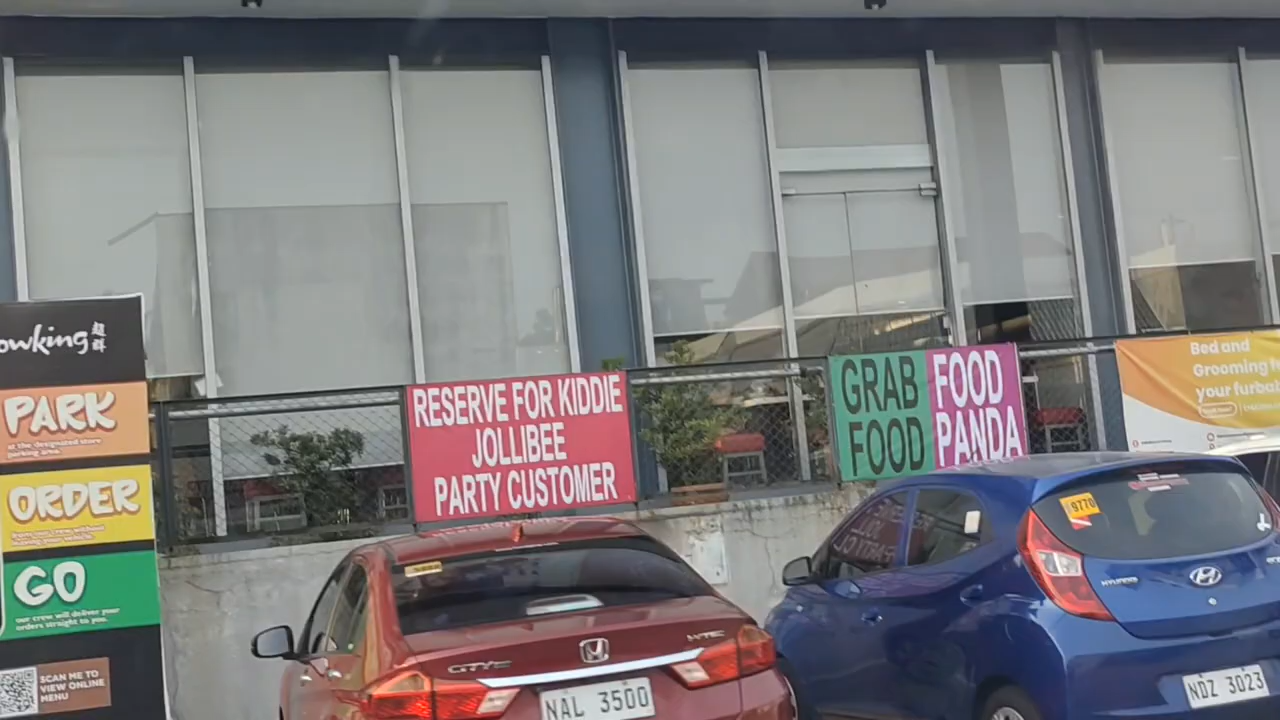 owking 超群
PARK
at the designated store
parking area.
ORDER
GO
our crew will deliver your
orders straight to you.
SCAN ME TO
VIEW ONLINE
MENU
RESERVE FOR KIDDIE
JOLLIBEE
PARTY CUSTOMER
GRAB
FOOD
FOOD
PANDA
Bed and
Grooming fo
your furba
9770
HYUNDAI
NDZ 3023
NAL 3500